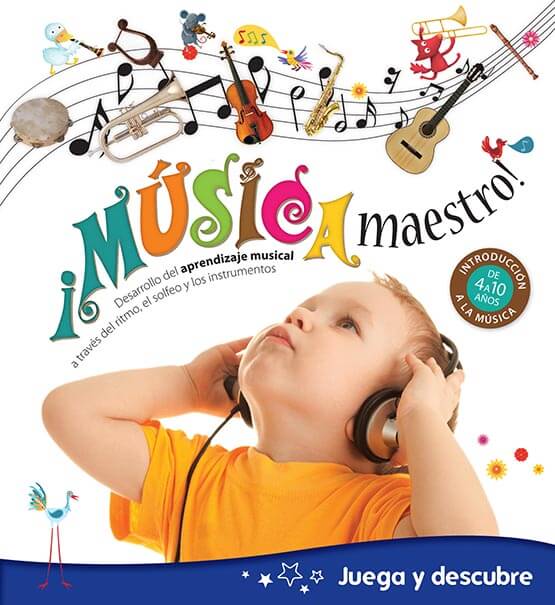 ¡MÚSICA maestro!
Desarrollo del aprendizaje musical
a través del ritmo, el solfeo y los instrumentos
INTRODUCCIÓN
DE
4 A 10
AÑOS
A LA MÚSICA
Juega y descubre